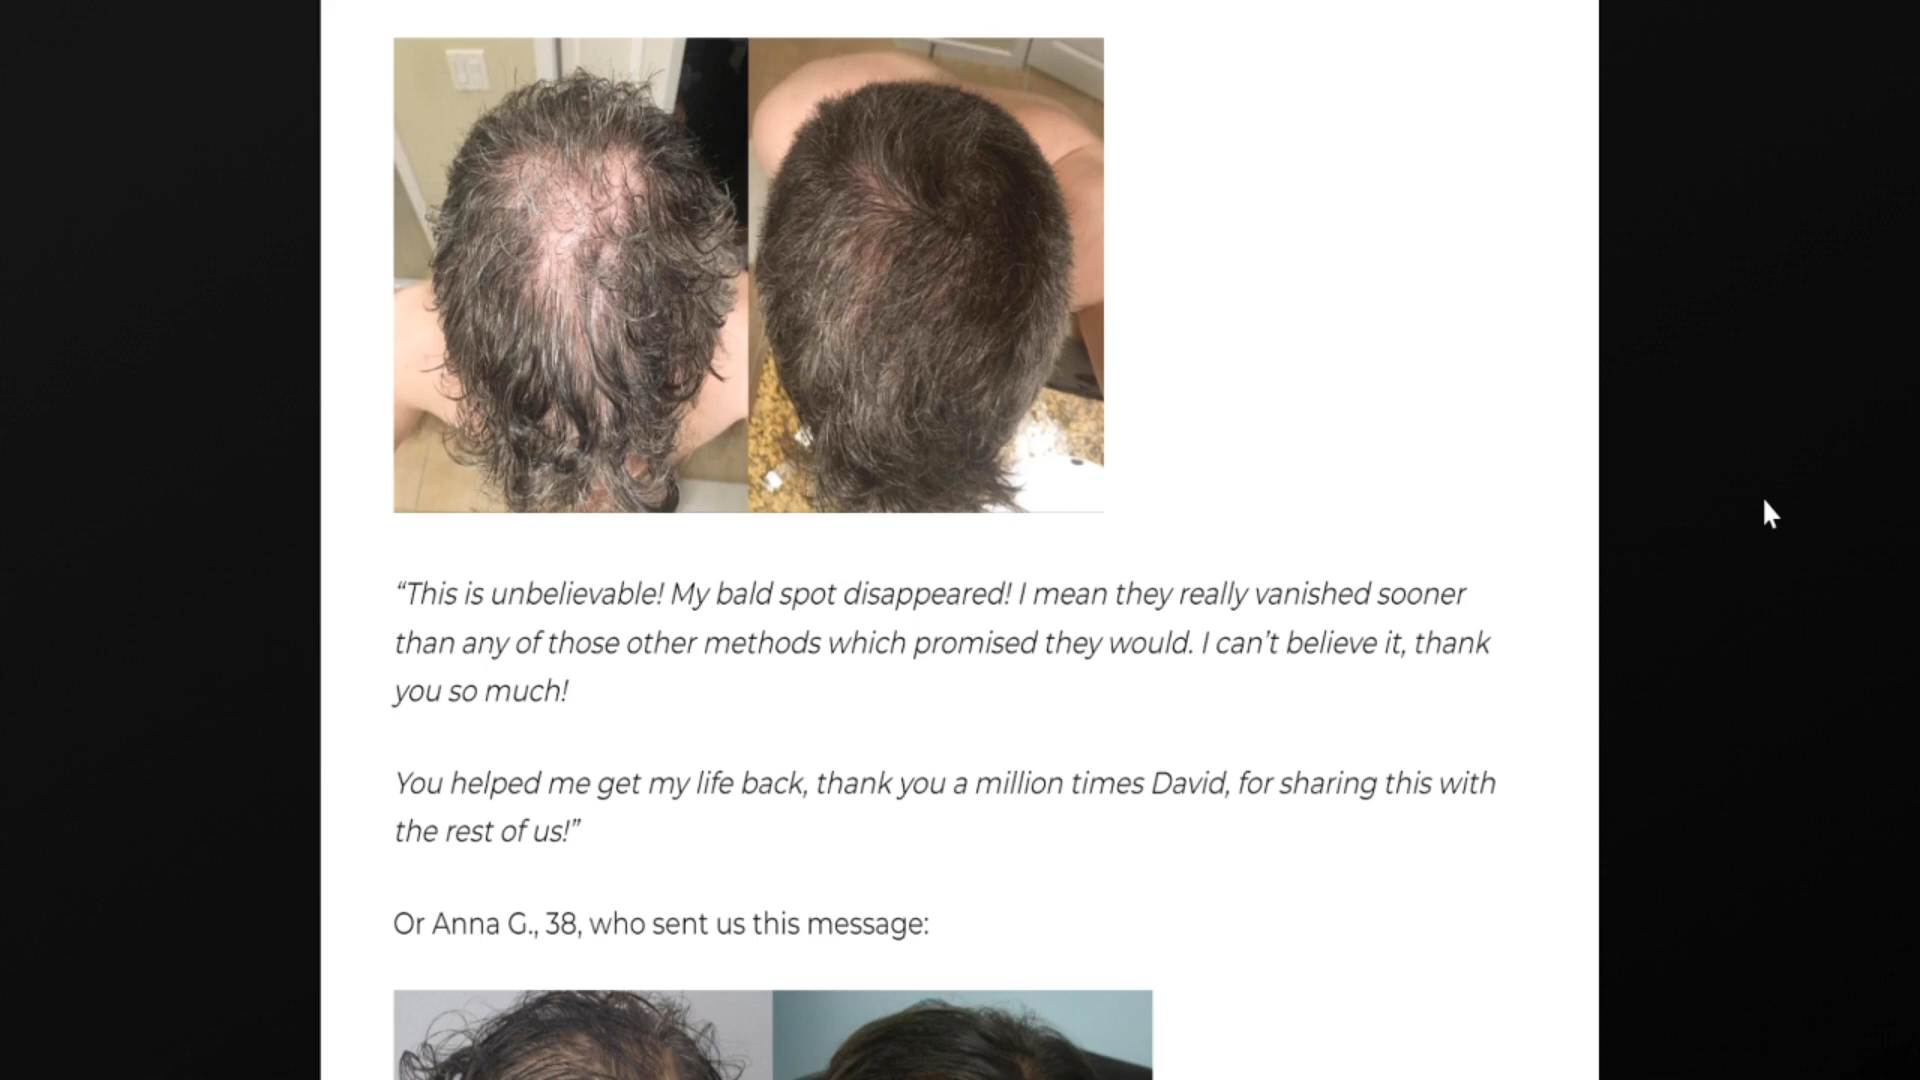 “This is unbelievable! My bald spot disappeared! I mean they really vanished sooner
than any of those other methods which promised they would. I can’t believe it, thank
you so much!
You helped me get my life back, thank you a million times David, for sharing this with
the rest of us!”
Or Anna G., 38, who sent us this message: